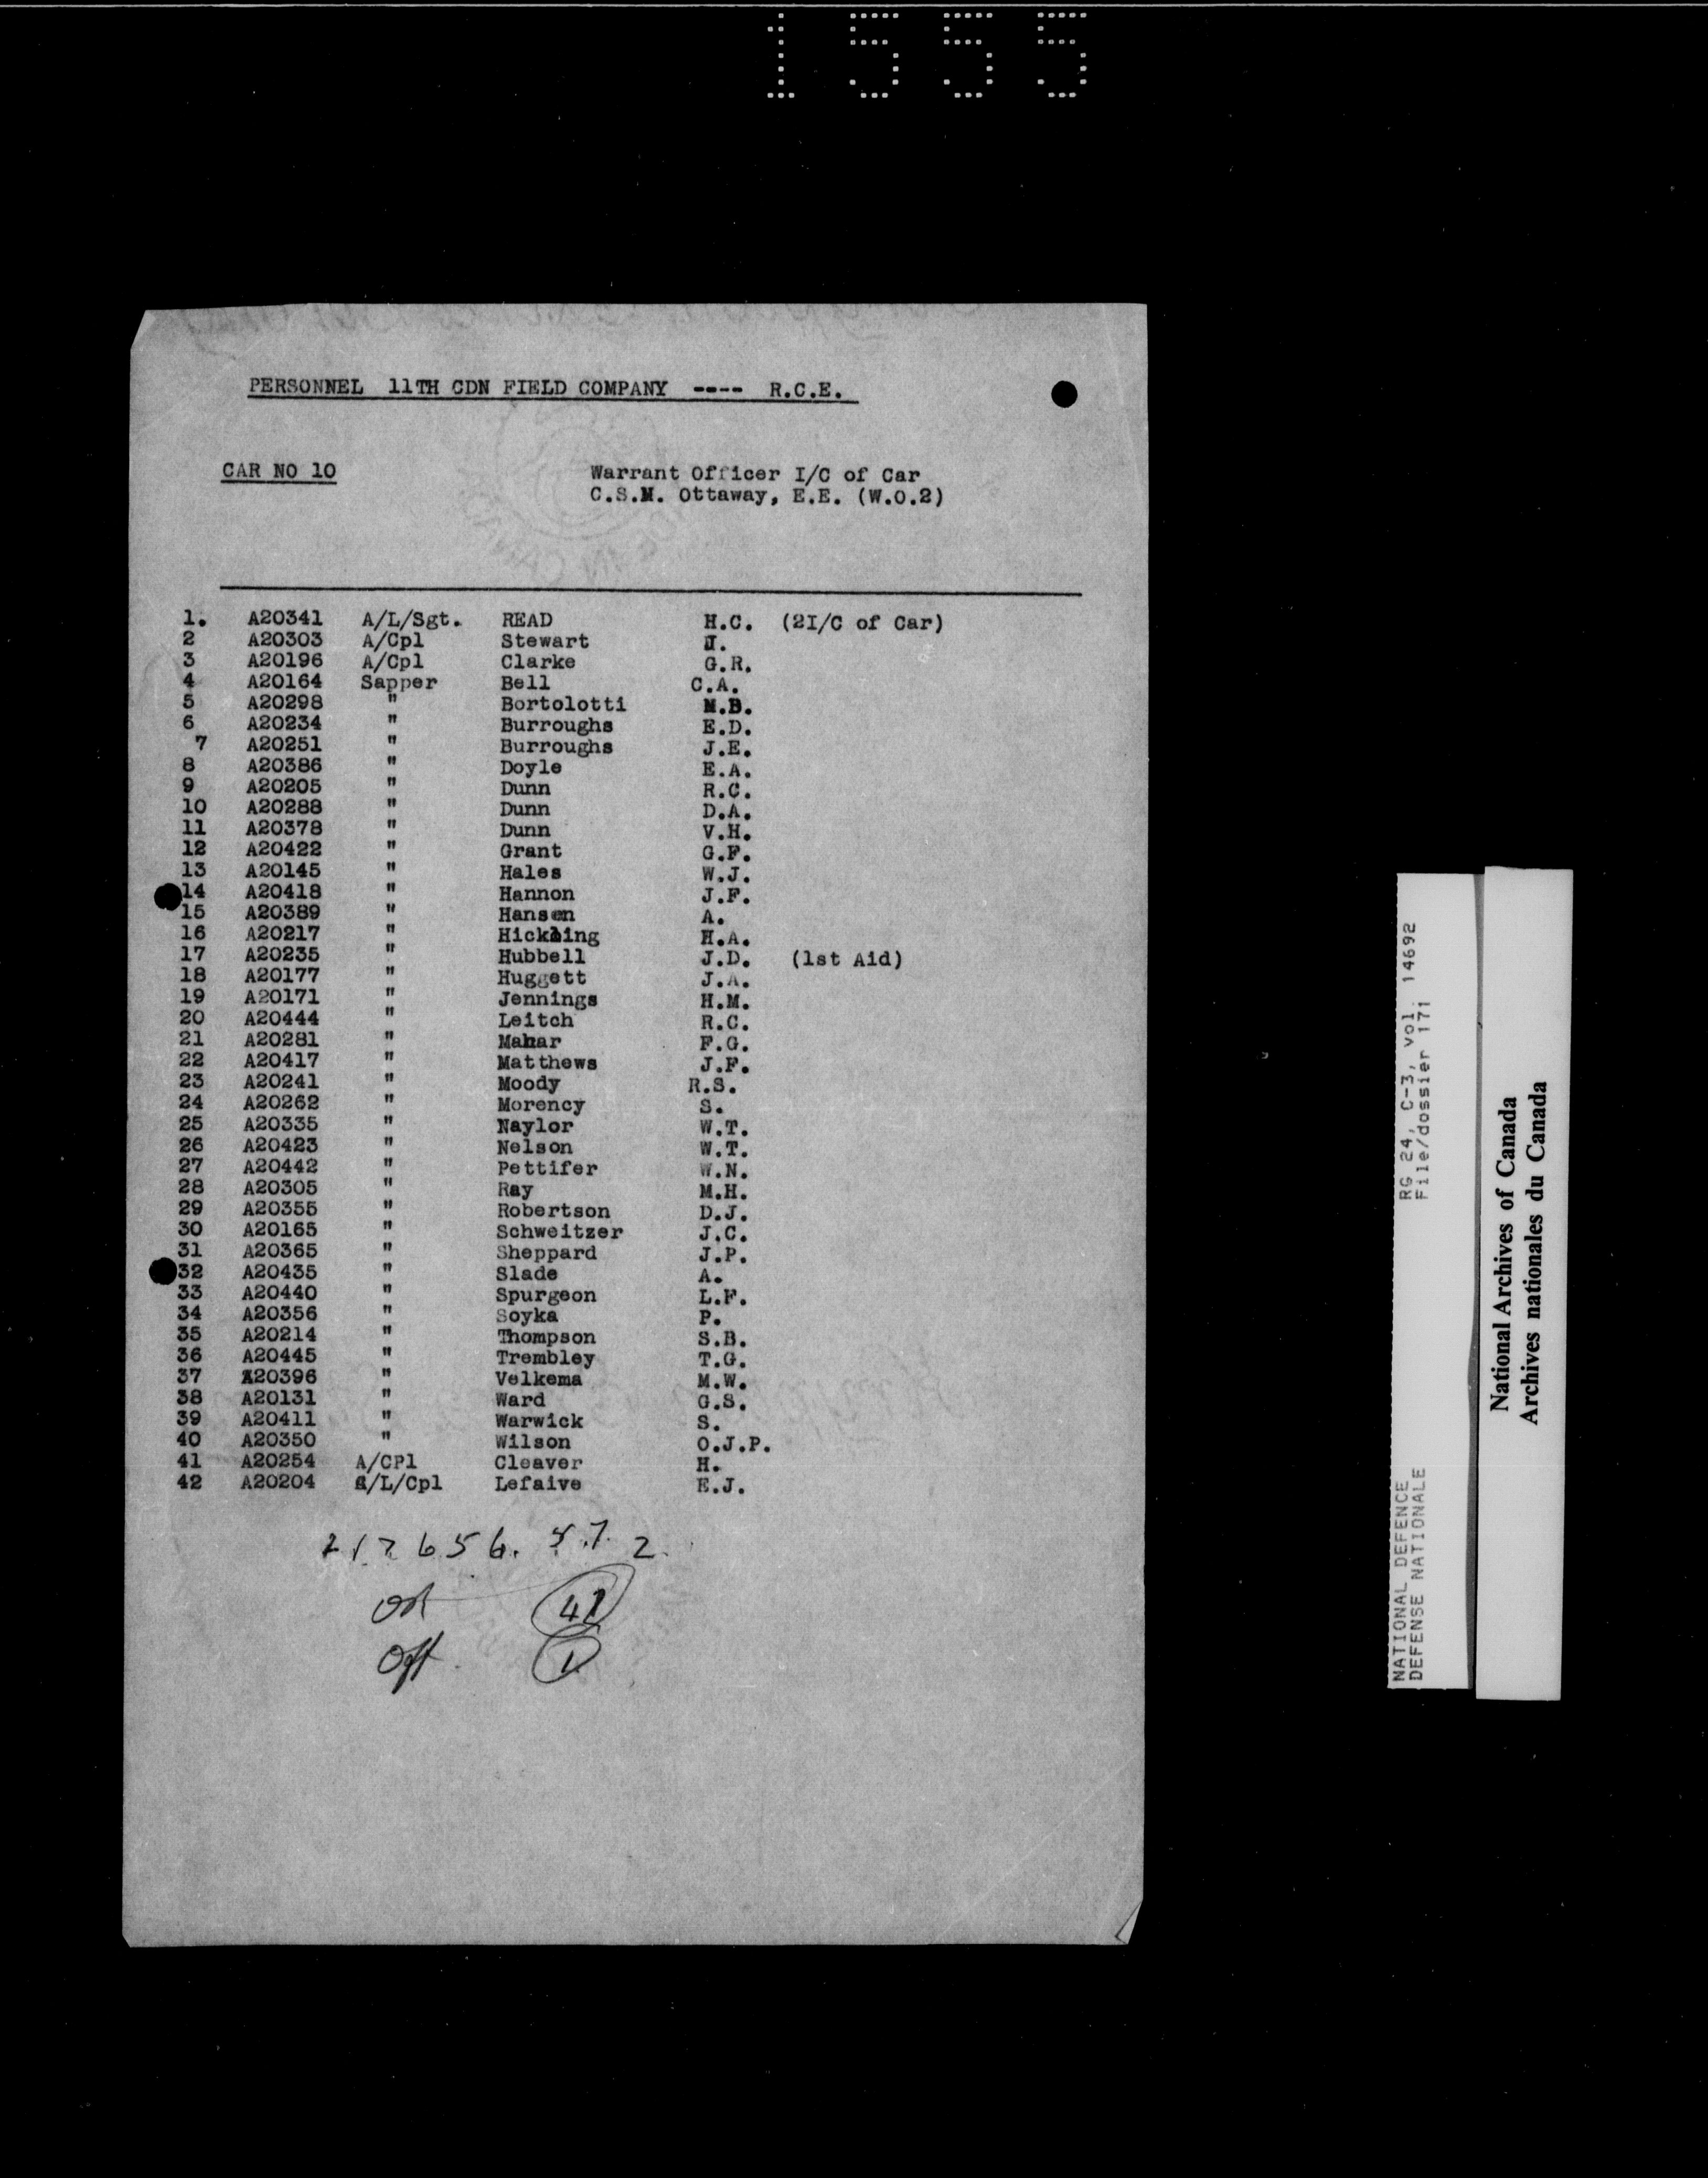 1555
PERSONNEL 11TH CDN FIELD COMPANY ---- R.C.E.
CAR NO 10
Warrant Officer I/C of Car
C.S.M. Ottaway, E.E. (W.O.2)
1. A20341 A/L/Sgt. READ H.C. (2I/C of Car)
2 A20303 A/Cpl Stewart J.
3 A20196 A/Cpl Clarke G.R.
4 A20164 Sapper Bell C.A.
5 A20298 " Bortolotti M.B.
6 A20234 " Burroughs E.D.
7 A20251 " Burroughs J.E.
8 A20386 " Doyle E.A.
9 A20205 " Dunn R.C.
10 A20288 " Dunn D.A.
11 A20378 " Dunn V.H.
12 A20422 " Grant G.F.
13 A20145 " Hales W.J.
14 A20418 " Hannon J.F.
15 A20389 " Hansen A.
16 A20217 " Hickling H.A.
17 A20235 " Hubbell J.D. (1st Aid)
18 A20177 " Huggett J.A.
19 A20171 " Jennings H.M.
20 A20444 " Leitch R.C.
21 A20281 " Mahar F.G.
22 A20417 " Matthews J.F.
23 A20241 " Moody R.S.
24 A20262 " Morency S.
25 A20335 " Naylor W.T.
26 A20423 " Nelson W.T.
27 A20442 " Pettifer W.N.
28 A20305 " Ray M.H.
29 A20355 " Robertson D.J.
30 A20165 " Schweitzer J.C.
31 A20365 " Sheppard J.P.
32 A20435 " Slade A.
33 A20440 " Spurgeon L.F.
34 A20356 " Soyka P.
35 A20214 " Thompson S.B.
36 A20445 " Trembley T.G.
37 A20396 " Velkema M.W.
38 A20131 " Ward G.S.
39 A20411 " Warwick S.
40 A20350 " Wilson O.J.P.
41 A20254 A/CPl Cleaver H.
42 A20204 A/L/Cpl Lefaive E.J.
Off 1
RG 24, C-3, vol. 14692
File/dossier 171
NATIONAL DEFENCE
DEFENSE NATIONALE
National Archives of Canada
Archives nationales du Canada